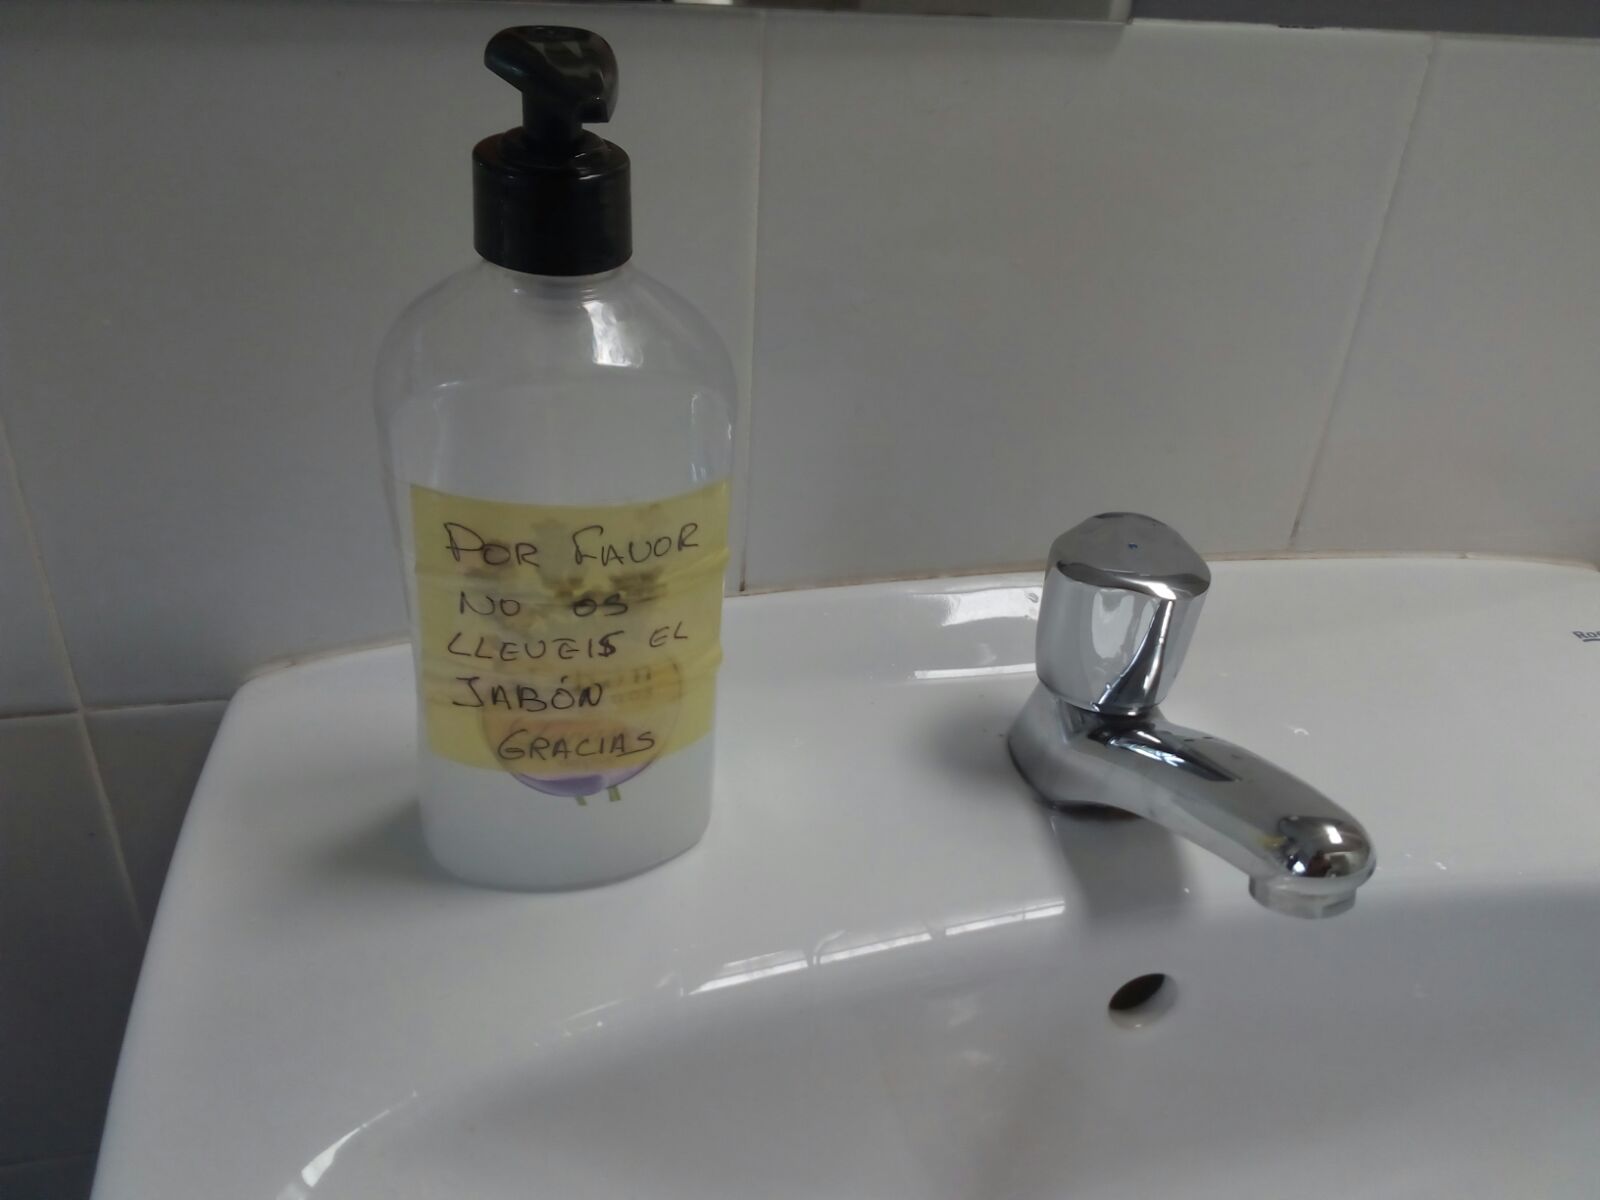 POR FAVOR
NO OS
LLEVEIS EL
JABÓN
GRACIAS